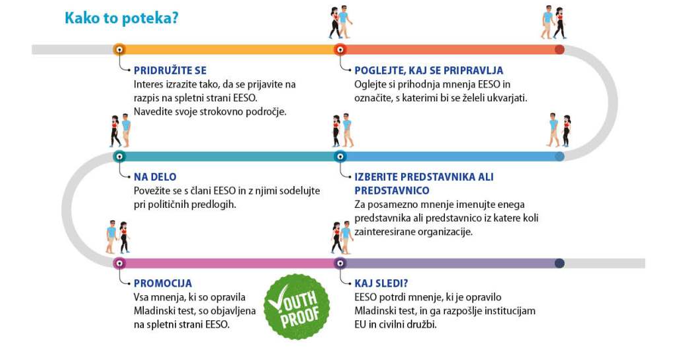 Kako to poteka?
PRIDRUŽITE SE
Interes izrazite tako, da se prijavite na
razpis na spletni strani EESO.
Navedite svoje strokovno področje.
POGLEJTE, KAJ SE PRIPRAVLJA
Oglejte si prihodnja mnenja EESO in
označite, s katerimi bi se želeli ukvarjati.
NA DELO
Povežite se s člani EESO in z njimi sodelujte
pri političnih predlogih.
IZBERITE PREDSTAVNIKA ALI
PREDSTAVNICO
Za posamezno mnenje imenujte enega
predstavnika ali predstavnico iz katere koli
zainteresirane organizacije.
PROMOCIJA
Vsa mnenja, ki so opravila
Mladinski test, so objavljena
na spletni strani EESO.
YOUTH
PROOF
KAJ SLEDI?
EESO potrdi mnenje, ki je opravilo
Mladinski test, in ga razpošlje institucijam
EU in civilni družbi.